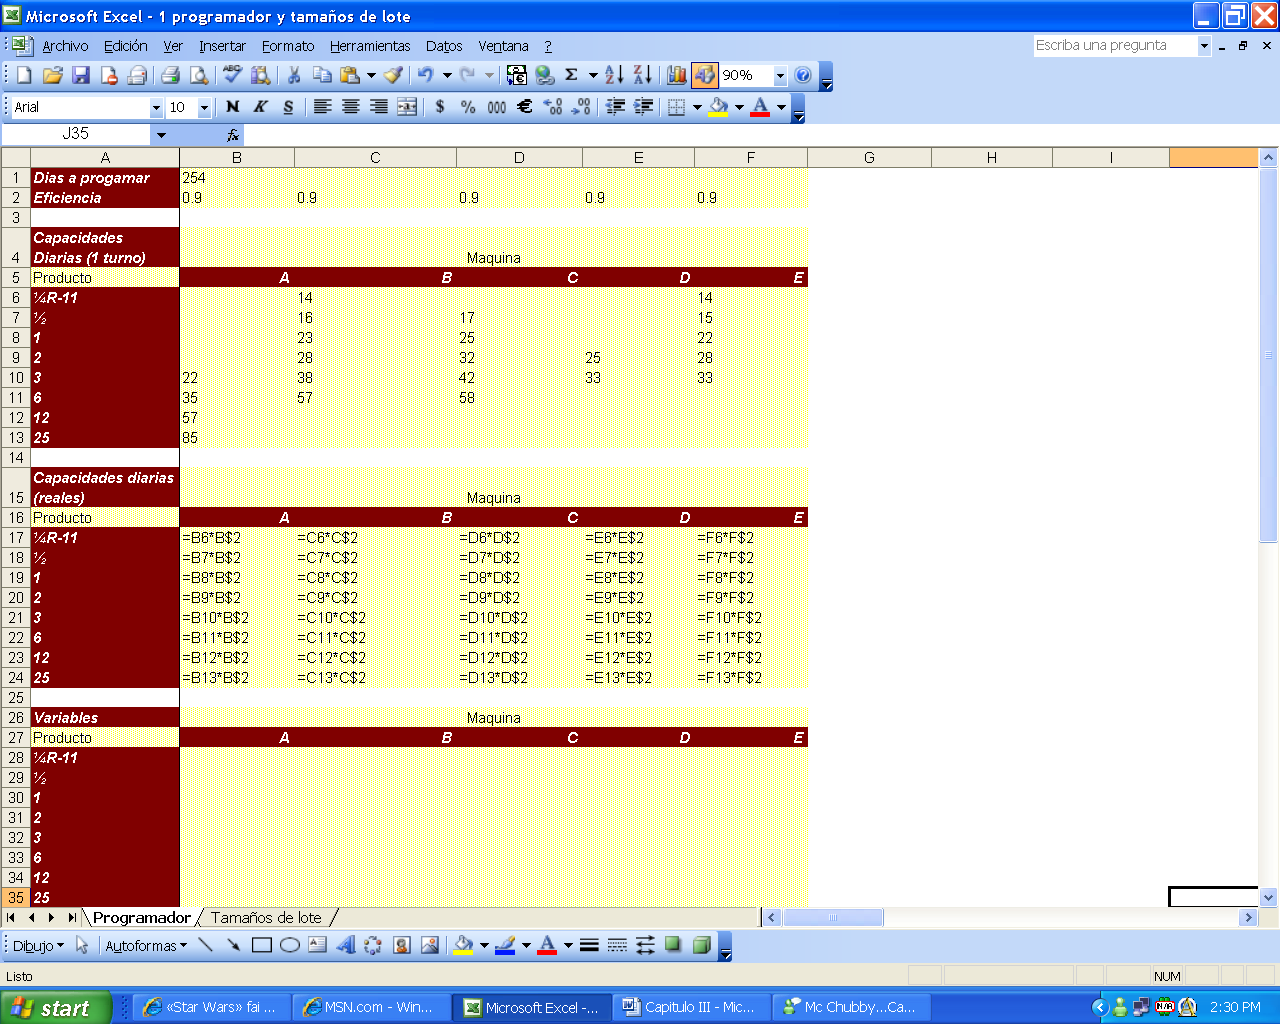 Microsoft Excel - 1 programador y tamaños de lote
Archivo Edición Ver Insertar Formato Herramientas Datos Ventana ? Escriba una pregunta
90%
Arial 10 N K S $ % 000 €
J35 fx
A B C D E F G H I
1 Dias a progamar 254
2 Eficiencia 0.9 0.9 0.9 0.9 0.9
3
Capacidades
4 Diarias (1 turno) Maquina
5 Producto A B C D E
6 ¼R-11 14 14
7 ½ 16 17 15
8 1 23 25 22
9 2 28 32 25 28
10 3 22 38 42 33 33
11 6 35 57 58
12 12 57
13 25 85
14
Capacidades diarias
15 (reales) Maquina
16 Producto A B C D E
17 ¼R-11 =B6*B$2 =C6*C$2 =D6*D$2 =E6*E$2 =F6*F$2
18 ½ =B7*B$2 =C7*C$2 =D7*D$2 =E7*E$2 =F7*F$2
19 1 =B8*B$2 =C8*C$2 =D8*D$2 =E8*E$2 =F8*F$2
20 2 =B9*B$2 =C9*C$2 =D9*D$2 =E9*E$2 =F9*F$2
21 3 =B10*B$2 =C10*C$2 =D10*D$2 =E10*E$2 =F10*F$2
22 6 =B11*B$2 =C11*C$2 =D11*D$2 =E11*E$2 =F11*F$2
23 12 =B12*B$2 =C12*C$2 =D12*D$2 =E12*E$2 =F12*F$2
24 25 =B13*B$2 =C13*C$2 =D13*D$2 =E13*E$2 =F13*F$2
25
26 Variables Maquina
27 Producto A B C D E
28 ¼R-11
29 ½
30 1
31 2
32 3
33 6
34 12
35 25
Programador Tamaños de lote
Dibujo Autoformas
Listo NUM
start «Star Wars» fai ... MSN.com - Win... Microsoft Excel -... Capitulo III - Mic... Mc Chubby...Ca... 2:30 PM